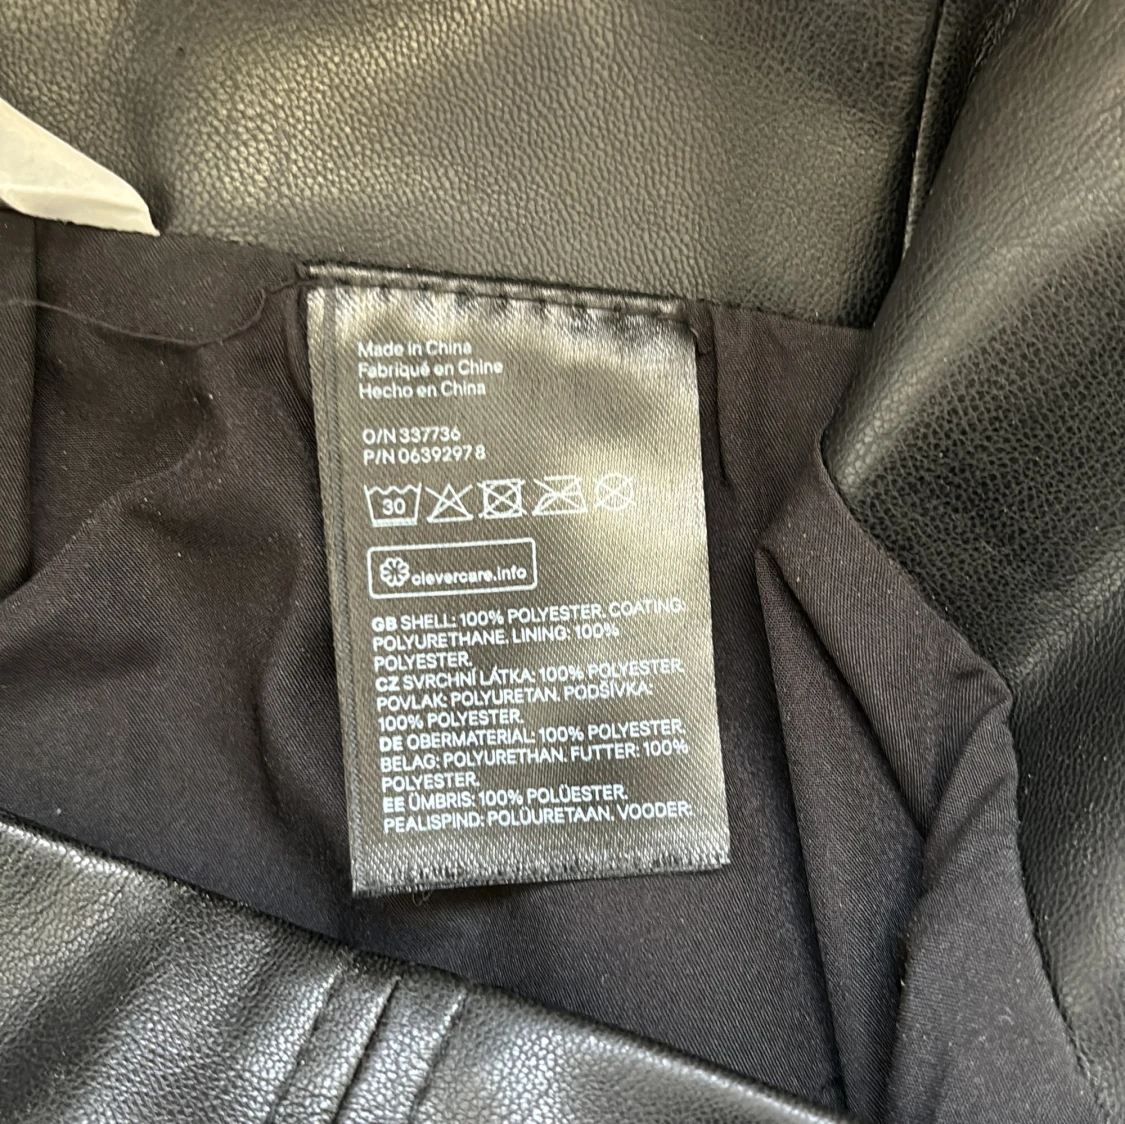 Made in China
Fabriqué en Chine
Hecho en China
O/N 337736
P/N 0639297 8
30
clevercare.info
GB SHELL: 100% POLYESTER. COATING:
POLYURETHANE. LINING: 100%
POLYESTER.
CZ SVRCHNÍ LÁTKA: 100% POLYESTER.
POVLAK: POLYURETAN. PODŠÍVKA:
100% POLYESTER.
DE OBERMATERIAL: 100% POLYESTER.
BELAG: POLYURETHAN. FUTTER: 100%
POLYESTER.
EE ÜMBRIS: 100% POLÜESTER.
PEALISPIND: POLÜURETAAN. VOODER: